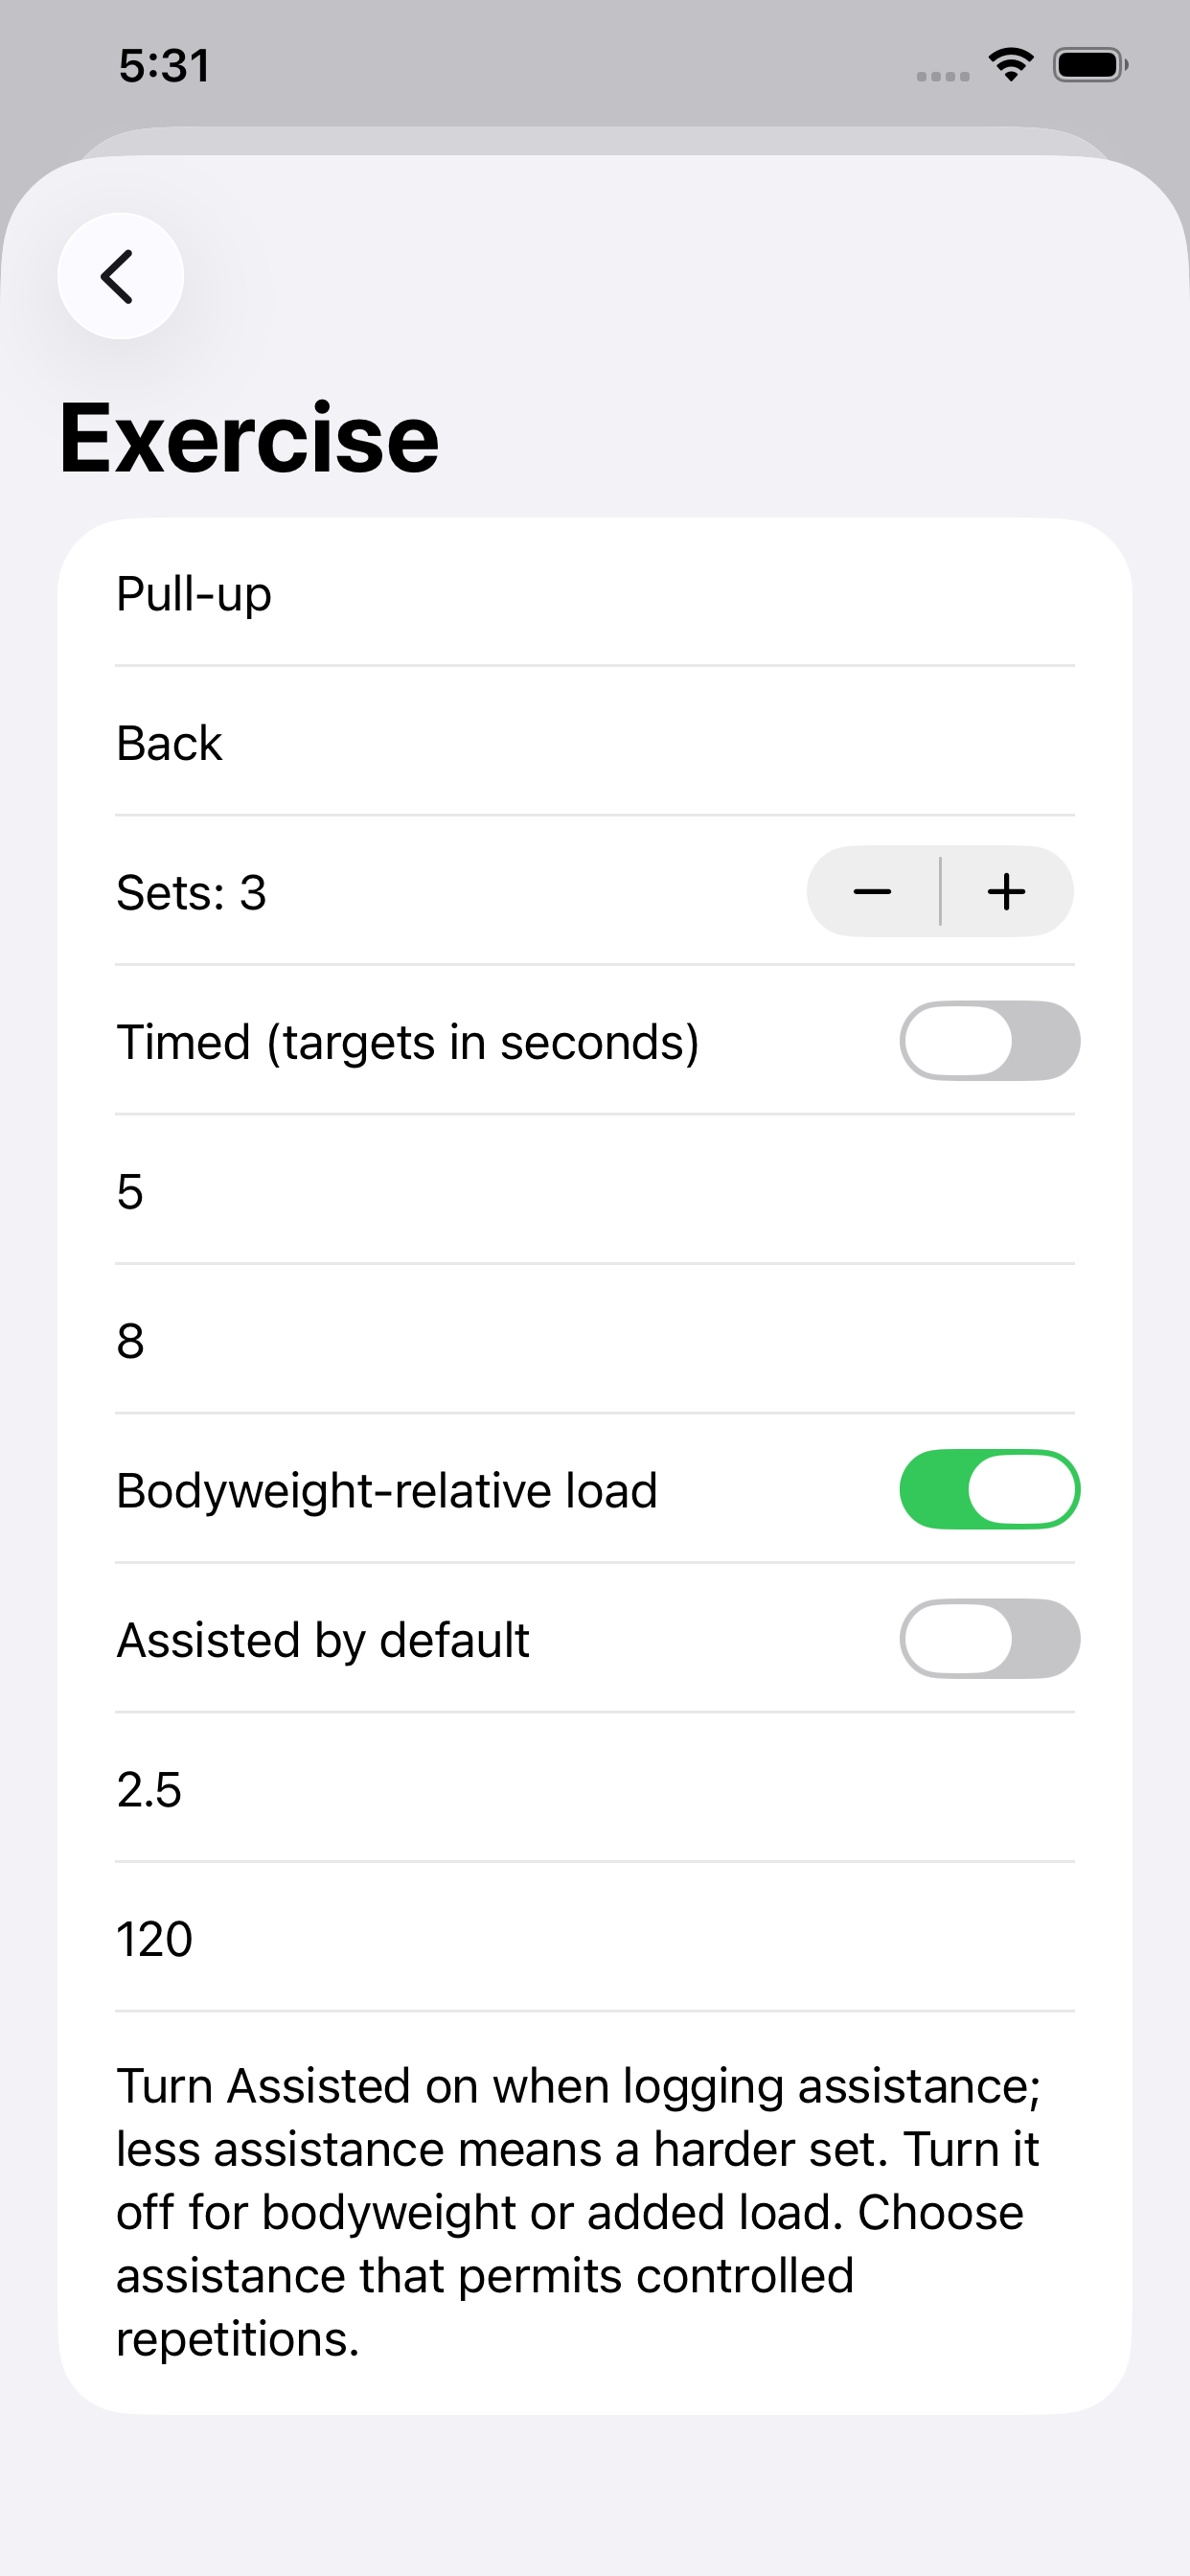 5:31
Exercise
Pull-up
Back
Sets: 3
Timed (targets in seconds)
5
8
Bodyweight-relative load
Assisted by default
2.5
120
Turn Assisted on when logging assistance;
less assistance means a harder set. Turn it
off for bodyweight or added load. Choose
assistance that permits controlled
repetitions.